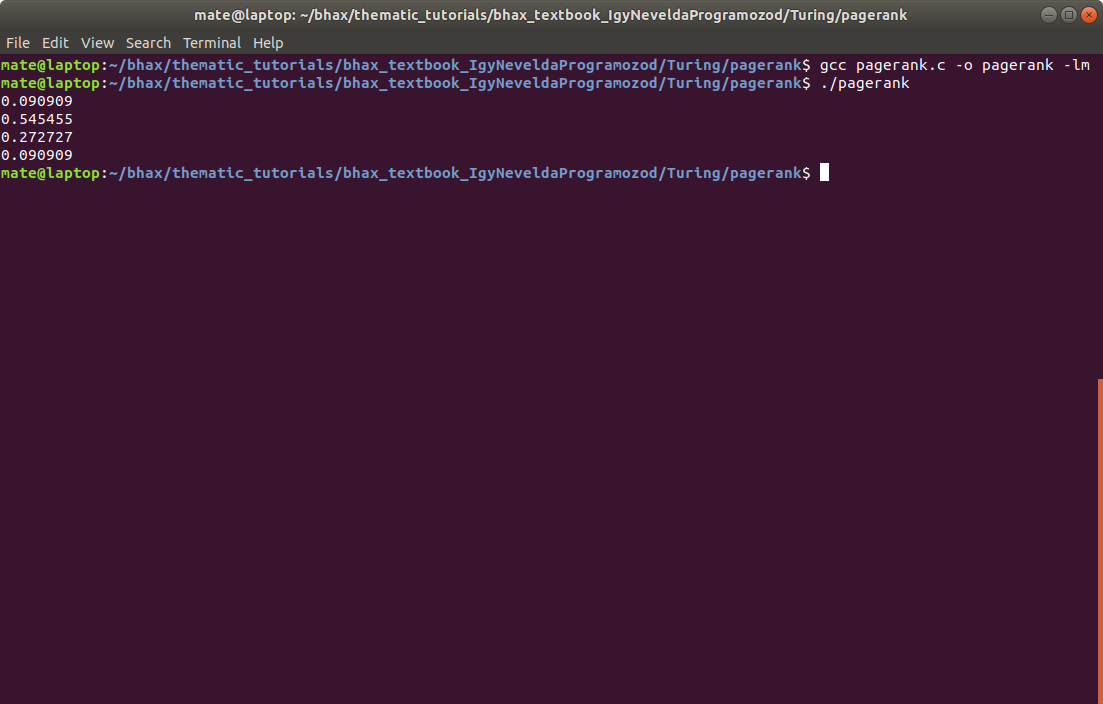 mate@laptop: ~/bhax/thematic_tutorials/bhax_textbook_IgyNeveldaProgramozod/Turing/pagerank
File Edit View Search Terminal Help
mate@laptop:~/bhax/thematic_tutorials/bhax_textbook_IgyNeveldaProgramozod/Turing/pagerank$ gcc pagerank.c -o pagerank -lm
mate@laptop:~/bhax/thematic_tutorials/bhax_textbook_IgyNeveldaProgramozod/Turing/pagerank$ ./pagerank
0.090909
0.545455
0.272727
0.090909
mate@laptop:~/bhax/thematic_tutorials/bhax_textbook_IgyNeveldaProgramozod/Turing/pagerank$